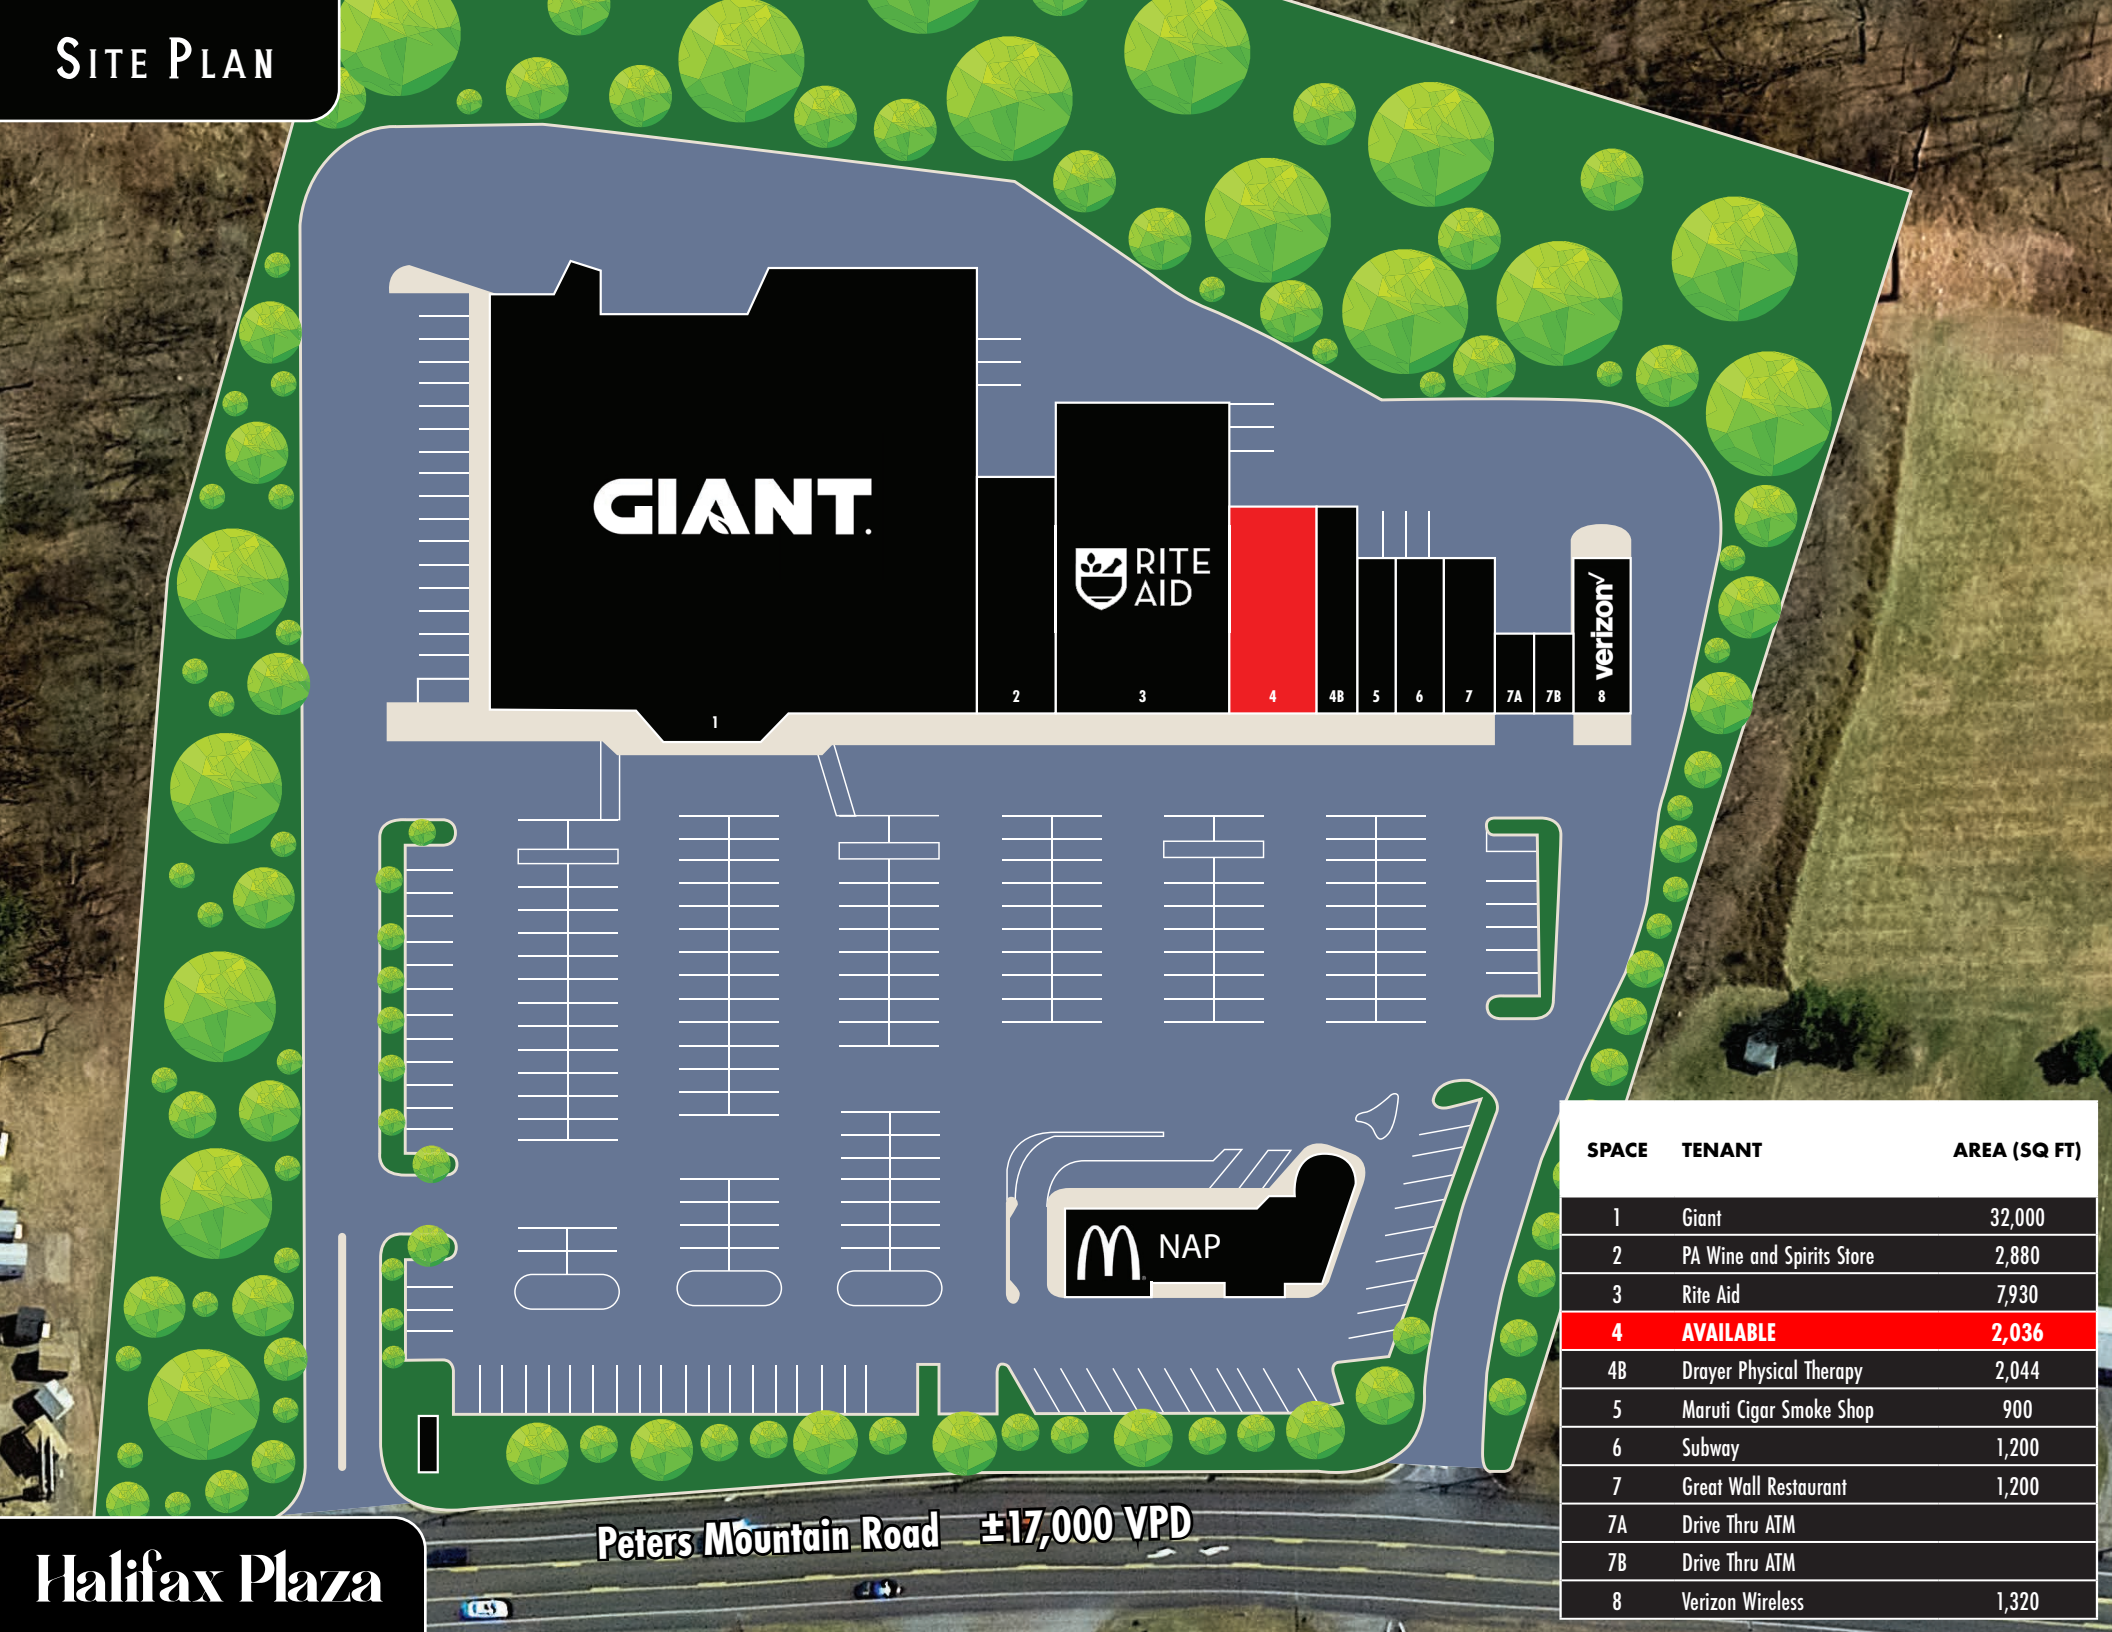 SITE PLAN
GIANT.
RITE
AID
verizon✓
1
2
3
4
4B
5
6
7
7A
7B
8
NAP
SPACE TENANT AREA (SQ FT)
1 Giant 32,000
2 PA Wine and Spirits Store 2,880
3 Rite Aid 7,930
4 AVAILABLE 2,036
4B Drayer Physical Therapy 2,044
5 Maruti Cigar Smoke Shop 900
6 Subway 1,200
7 Great Wall Restaurant 1,200
7A Drive Thru ATM
7B Drive Thru ATM
8 Verizon Wireless 1,320
Peters Mountain Road ±17,000 VPD
Halifax Plaza